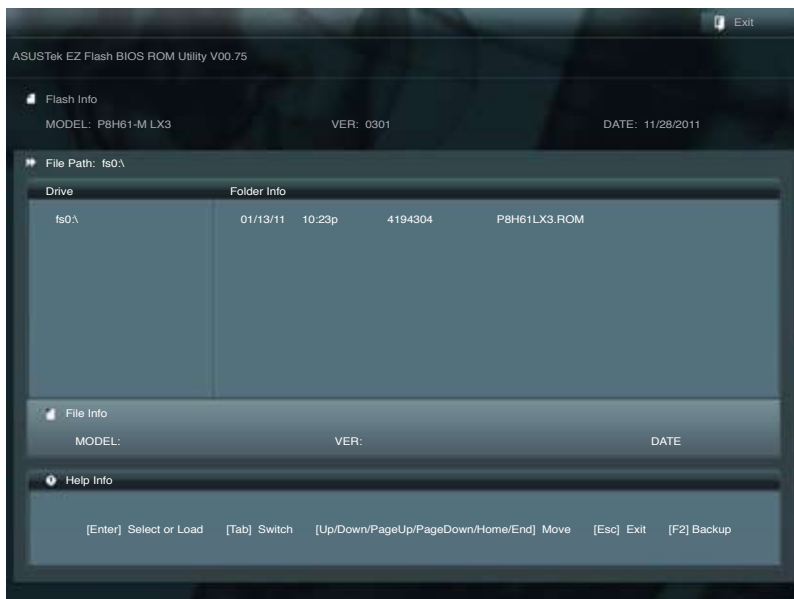 Exit
ASUSTek EZ Flash BIOS ROM Utility V00.75
Flash Info
MODEL: P8H61-M LX3 VER: 0301 DATE: 11/28/2011
File Path: fs0:\
Drive Folder Info
fs0:\ 01/13/11 10:23p 4194304 P8H61LX3.ROM
File Info
MODEL: VER: DATE
Help Info
[Enter] Select or Load [Tab] Switch [Up/Down/PageUp/PageDown/Home/End] Move [Esc] Exit [F2] Backup